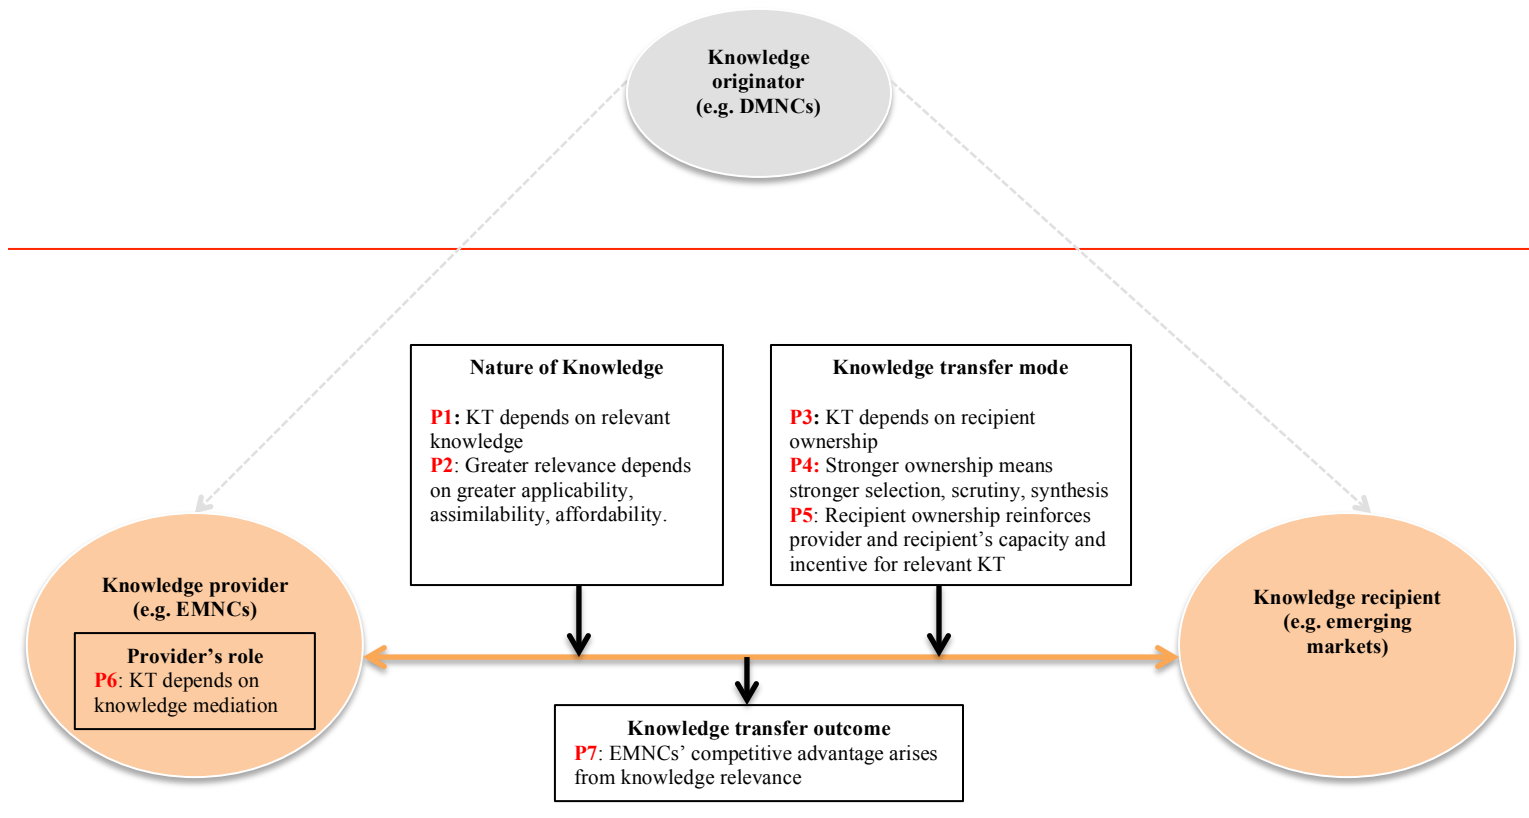 Knowledge
originator
(e.g. DMNCs)
Nature of Knowledge
P1: KT depends on relevant
knowledge
P2: Greater relevance depends
on greater applicability,
assimilability, affordability.
Knowledge transfer mode
P3: KT depends on recipient
ownership
P4: Stronger ownership means
stronger selection, scrutiny, synthesis
P5: Recipient ownership reinforces
provider and recipient's capacity and
incentive for relevant KT
Knowledge provider
(e.g. EMNCs)
Provider's role
P6: KT depends on
knowledge mediation
Knowledge recipient
(e.g. emerging
markets)
Knowledge transfer outcome
P7: EMNCs' competitive advantage arises
from knowledge relevance